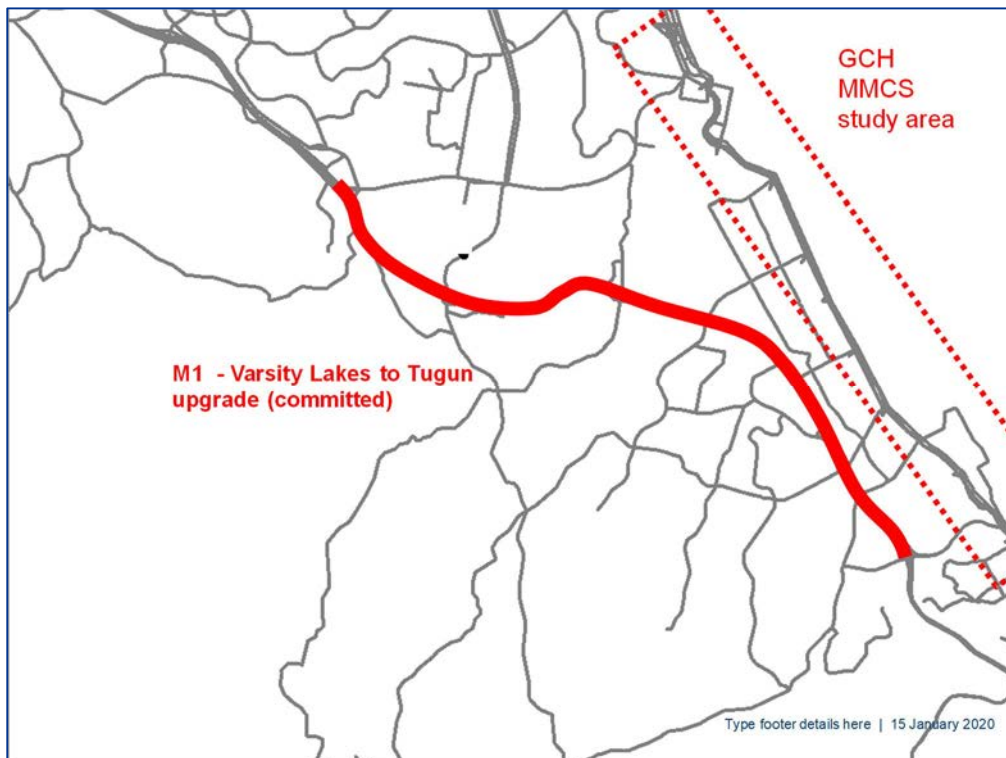 GCH
MMCS
study area
M1 - Varsity Lakes to Tugun
upgrade (committed)
Type footer details here | 15 January 2020